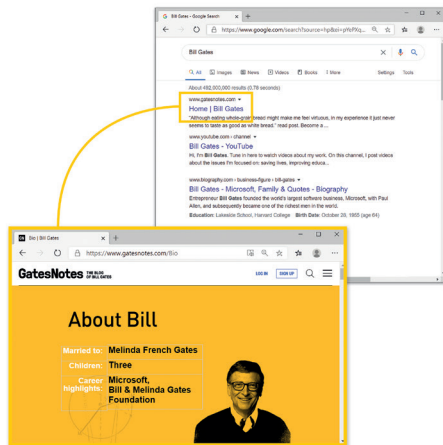 Bill Gates - Google Search
https://www.google.com/search?source=hp&ei=
Bill Gates
All Images News Videos Books More Settings Tools
About 492,000,000 results (0.78 seconds)
www.gatesnotes.com
Home | Bill Gates
"Although eating whole-grain bread might make me feel virtuous, in my experience it just never
seems to taste as good as white bread." read post. Become a ...
www.youtube.com › channel
Bill Gates - YouTube
Hi, I'm Bill Gates. Tune in here to watch videos about my work. On this channel, I post videos
about the issues I'm focused on: saving lives, improving educa...
www.biography.com › business-figure › bill-gates
Bill Gates - Microsoft, Family & Quotes - Biography
Entrepreneur Bill Gates founded the world's largest software business, Microsoft, with Paul
Allen, and subsequently became one of the richest men in the world.
Education: Lakeside School, Harvard College Birth Date: October 28, 1955 (age 64)
Bio | Bill Gates
https://www.gatesnotes.com/Bio
GatesNotes THE BLOG
OF BILL GATES
LOG IN SIGN UP
About Bill
Married to: Melinda French Gates
Children: Three
Career Microsoft,
highlights: Bill & Melinda Gates
Foundation